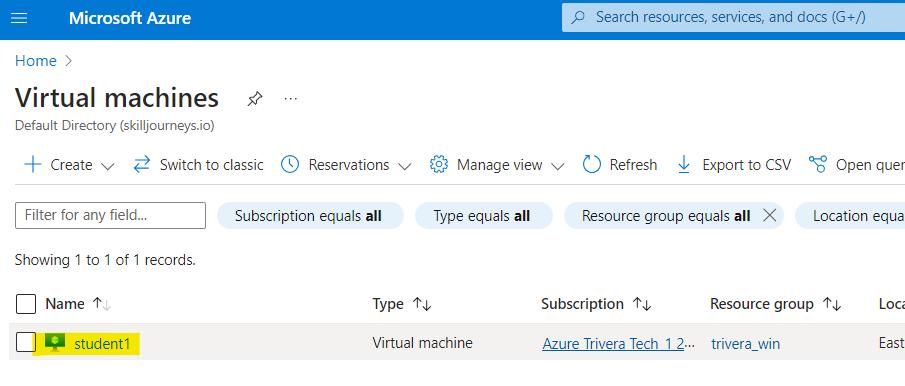 Microsoft Azure
Search resources, services, and docs (G+/)
Home
Virtual machines
...
Default Directory (skilljourneys.io)
Create
Switch to classic
Reservations
Manage view
Refresh
Export to CSV
Open quer
Filter for any field...
Subscription equals all
Type equals all
Resource group equals all
Location equa
Showing 1 to 1 of 1 records.
Name
Type
Subscription
Resource group
Loca
student1
Virtual machine
Azure Trivera Tech_1 2...
trivera_win
East